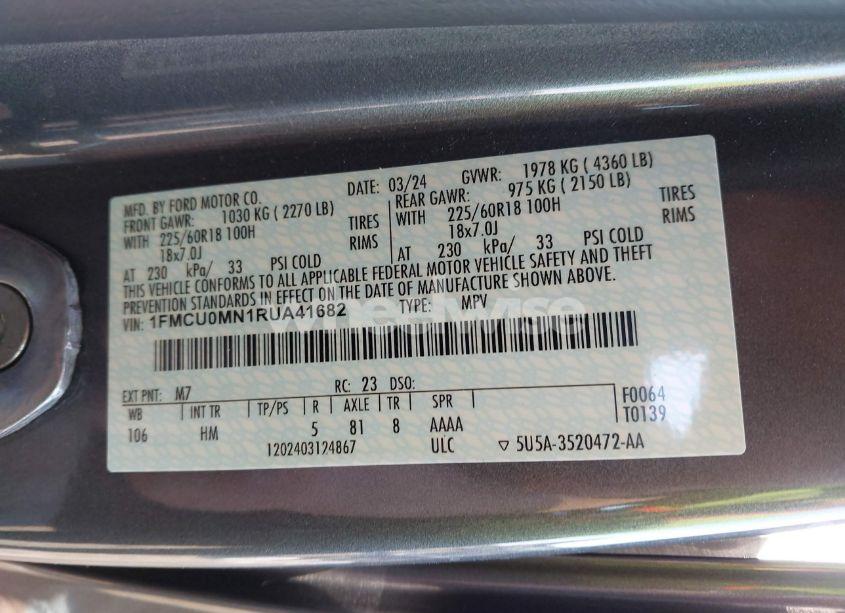 MFD. BY FORD MOTOR CO.
DATE: 03/24 GVWR: 1978 KG ( 4360 LB)
FRONT GAWR: 1030 KG ( 2270 LB) REAR GAWR: 975 KG ( 2150 LB)
WITH 225/60R18 100H TIRES WITH 225/60R18 100H TIRES
18x7.0J RIMS 18x7.0J RIMS
AT 230 kPa/ 33 PSI COLD AT 230 kPa/ 33 PSI COLD
THIS VEHICLE CONFORMS TO ALL APPLICABLE FEDERAL MOTOR VEHICLE SAFETY AND THEFT
PREVENTION STANDARDS IN EFFECT ON THE DATE OF MANUFACTURE SHOWN ABOVE.
VIN: 1FMCU0MN1RUA41682 TYPE: MPV
wheelwise
EXT PNT: M7 RC: 23 DSO:
WB INT TR TP/PS R AXLE TR SPR F0064
106 HM 5 81 8 AAAA T0139
1202403124867 ULC ▽ 5U5A-3520472-AA